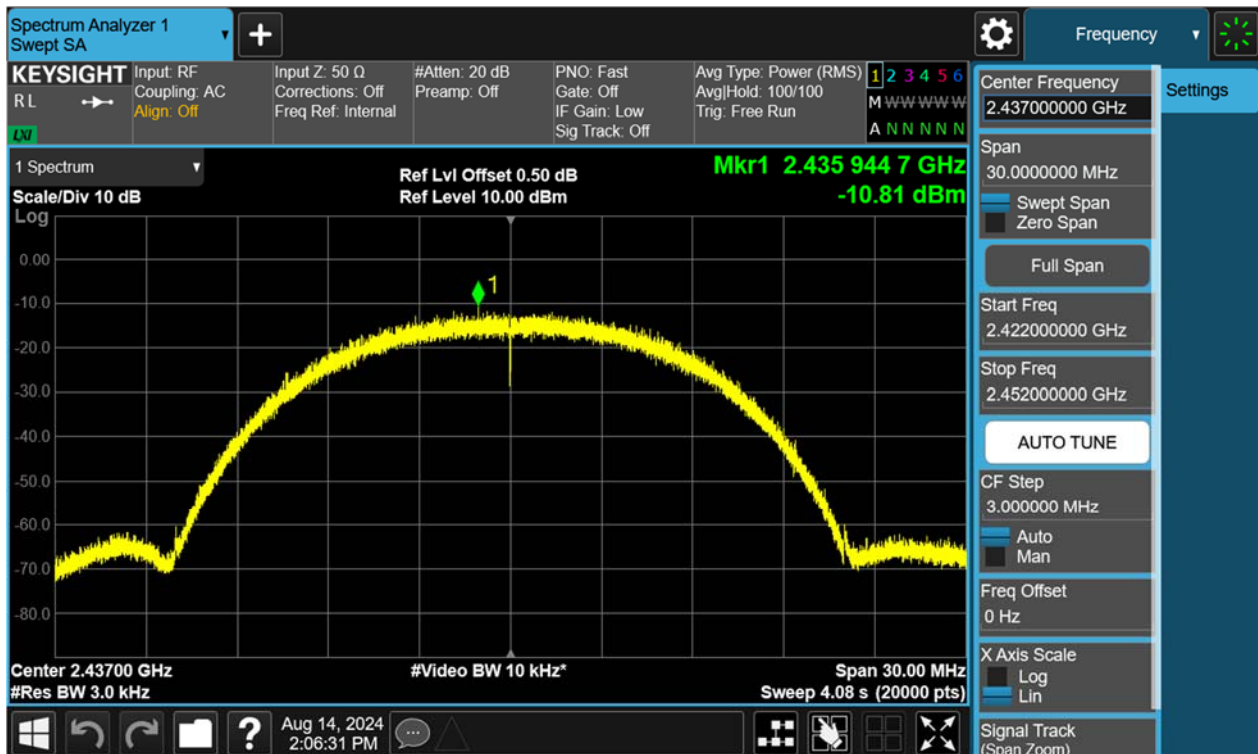 Spectrum Analyzer 1
Swept SA
+
Frequency
KEYSIGHT
R L
LXI
Input: RF
Coupling: AC
Align: Off
Input Z: 50 Ω
Corrections: Off
Freq Ref: Internal
#Atten: 20 dB
Preamp: Off
PNO: Fast
Gate: Off
IF Gain: Low
Sig Track: Off
Avg Type: Power (RMS)
Avg|Hold: 100/100
Trig: Free Run
1 2 3 4 5 6
M W W W W W
A N N N N N
1 Spectrum
Scale/Div 10 dB
Ref Lvl Offset 0.50 dB
Ref Level 10.00 dBm
Mkr1 2.435 944 7 GHz
-10.81 dBm
Log
0.00
-10.0
-20.0
-30.0
-40.0
-50.0
-60.0
-70.0
-80.0
1
Center 2.43700 GHz
#Res BW 3.0 kHz
#Video BW 10 kHz*
Span 30.00 MHz
Sweep 4.08 s (20000 pts)
?
Aug 14, 2024
2:06:31 PM
Center Frequency
2.437000000 GHz
Span
30.0000000 MHz
Swept Span
Zero Span
Full Span
Start Freq
2.422000000 GHz
Stop Freq
2.452000000 GHz
AUTO TUNE
CF Step
3.000000 MHz
Auto
Man
Freq Offset
0 Hz
X Axis Scale
Log
Lin
Signal Track
(Span Zoom)
Settings